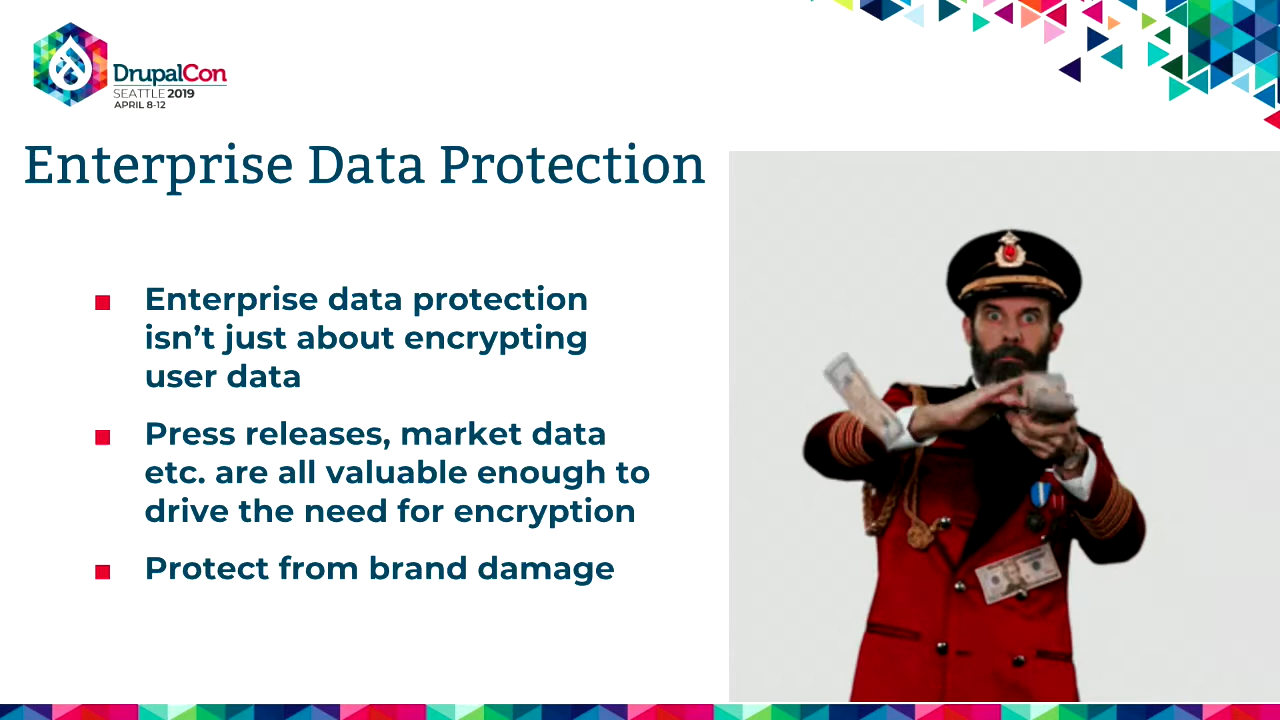 DrupalCon
SEATTLE 2019
APRIL 8-12
Enterprise Data Protection
Enterprise data protection
isn’t just about encrypting
user data
Press releases, market data
etc. are all valuable enough to
drive the need for encryption
Protect from brand damage